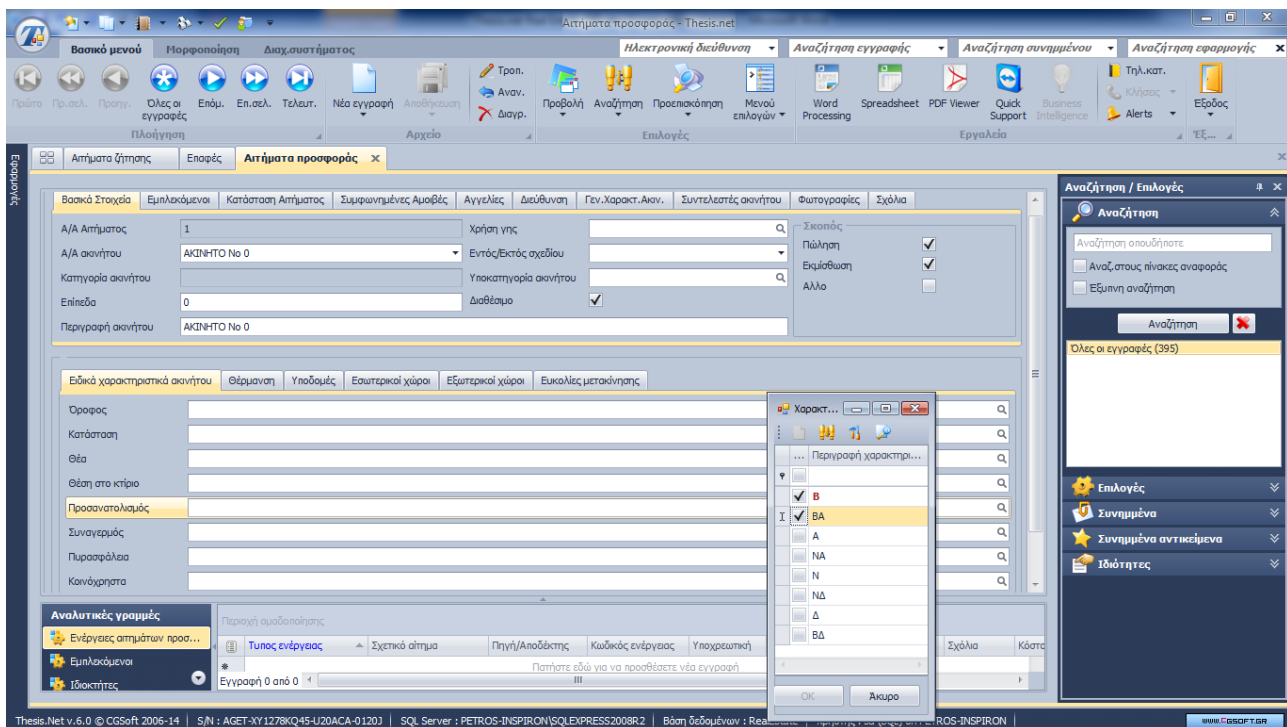 Αιτήματα προσφοράς - Thesis.net
Βασικό μενού Μορφοποίηση Διαχ.συστήματος Ηλεκτρονική διεύθυνση Αναζήτηση εγγραφής Αναζήτηση συνημμένου Αναζήτηση εφαρμογής x
Πρώτο Πρ.σελ. Προηγ. Όλες οι εγγραφές Επόμ. Επ.σελ. Τελευτ. Νέα εγγραφή Αποθήκευση
Τροπ.
Αναν.
Διαγρ.
Προβολή Αναζήτηση Προεπισκόπηση Μενού επιλογών Word Processing Spreadsheet PDF Viewer Quick Support Business Intelligence
Τηλ.κατ.
Κλήσεις
Alerts
Έξοδος
Πλοήγηση Αρχείο Επιλογές Εργαλεία Έξ...
Εφαρμογές
Αιτήματα ζήτησης Επαφές Αιτήματα προσφοράς x
Βασικά Στοιχεία Εμπλεκόμενοι Κατάσταση Αιτήματος Συμφωνημένες Αμοιβές Αγγελίες Διεύθυνση Γεν.Χαρακτ.Ακιν. Συντελεστές ακινήτου Φωτογραφίες Σχόλια
Α/Α Αιτήματος 1 Χρήση γης Σκοπός
Α/Α ακινήτου ΑΚΙΝΗΤΟ Νο 0 Εντός/Εκτός σχεδίου Πώληση
Κατηγορία ακινήτου Υποκατηγορία ακινήτου Εκμίσθωση
Επίπεδα 0 Διαθέσιμο Αλλο
Περιγραφή ακινήτου ΑΚΙΝΗΤΟ Νο 0
Ειδικά χαρακτηριστικά ακινήτου Θέρμανση Υποδομές Εσωτερικοί χώροι Εξωτερικοί χώροι Ευκολίες μετακίνησης
Όροφος
Κατάσταση
Θέα
Θέση στο κτίριο
Προσανατολισμός
Συναγερμός
Πυρασφάλεια
Κοινόχρηστα
Χαρακτ...
... Περιγραφή χαρακτηρι...
Β
ΒΑ
Α
ΝΑ
Ν
ΝΔ
Δ
ΒΔ
OK Άκυρο
Αναζήτηση / Επιλογές
Αναζήτηση
Αναζήτηση οπουδήποτε
Αναζ.στους πίνακες αναφοράς
Εξυπνη αναζήτηση
Αναζήτηση
Όλες οι εγγραφές (395)
Επιλογές
Συνημμένα
Συνημμένα αντικείμενα
Ιδιότητες
Αναλυτικές γραμμές
Ενέργειες αιτημάτων προσ...
Εμπλεκόμενοι
Ιδιοκτήτες
Περιοχή ομαδοποίησης
Τυπος ενέργειας Σχετικό αίτημα Πηγή/Αποδέκτης Κωδικός ενέργειας Υποχρεωτική Σχόλια Κόστο
Πατήστε εδώ για να προσθέσετε νέα εγγραφή
Εγγραφή 0 από 0
Thesis.Net v.6.0 © CGSoft 2006-14 | S/N : AGET-XY1278KQ45-U20ACA-0120J | SQL Server : PETROS-INSPIRON\SQLEXPRESS2008R2 | Βάση δεδομένων : WWW.CGSOFT.GR